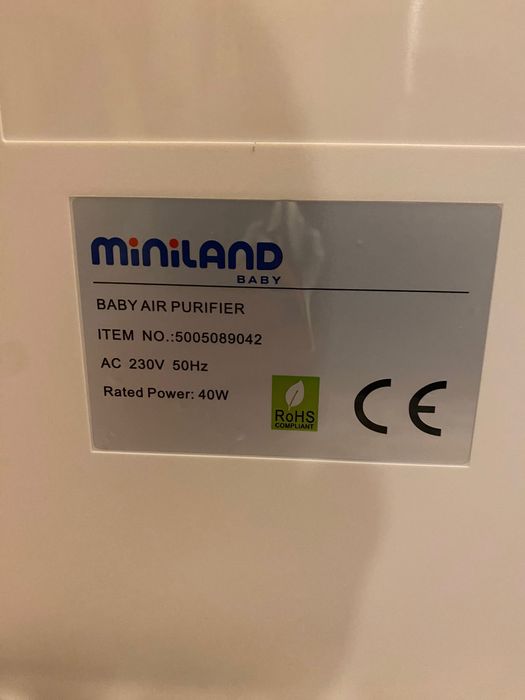 miniLAND
BABY
BABY AIR PURIFIER
ITEM NO.:5005089042
AC 230V 50Hz
Rated Power: 40W
RoHS
COMPLIANT
CE